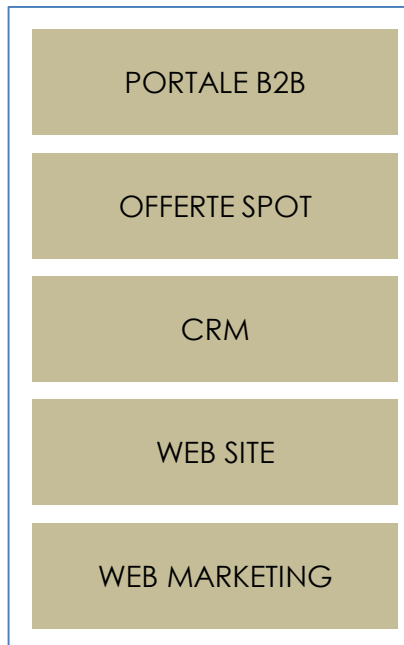 PORTALE B2B
OFFERTE SPOT
CRM
WEB SITE
WEB MARKETING